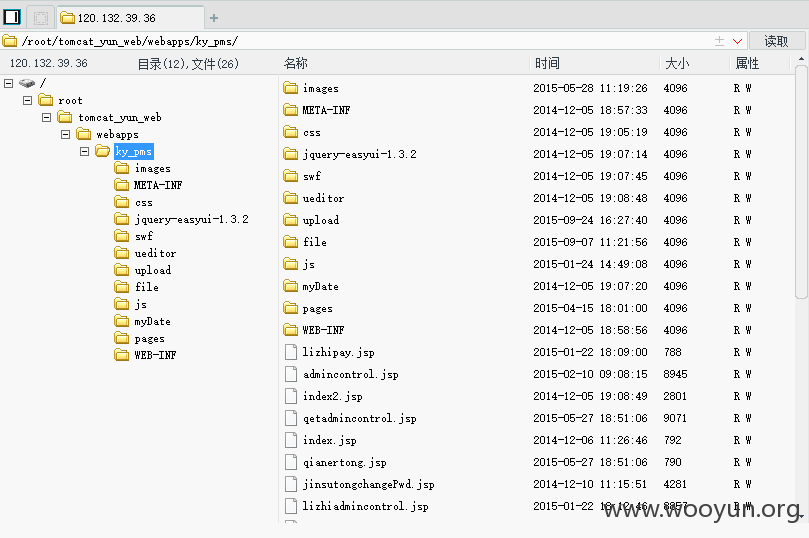 120.132.39.36
/root/tomcat_yun_web/webapps/ky_pms/ 读取
120.132.39.36 目录(12),文件(26)
/
root
tomcat_yun_web
webapps
ky_pms
images
META-INF
css
jquery-easyui-1.3.2
swf
ueditor
upload
file
js
myDate
pages
WEB-INF
名称 时间 大小 属性
images 2015-05-28 11:19:26 4096 R W
META-INF 2014-12-05 18:57:33 4096 R W
css 2014-12-05 19:05:19 4096 R W
jquery-easyui-1.3.2 2014-12-05 19:07:14 4096 R W
swf 2014-12-05 19:07:45 4096 R W
ueditor 2014-12-05 19:08:48 4096 R W
upload 2015-09-24 16:27:40 4096 R W
file 2015-09-07 11:21:56 4096 R W
js 2015-01-24 14:49:08 4096 R W
myDate 2014-12-05 19:07:20 4096 R W
pages 2015-04-15 18:01:00 4096 R W
WEB-INF 2014-12-05 18:58:56 4096 R W
lizhipay.jsp 2015-01-22 18:09:00 788 R W
admincontrol.jsp 2015-02-10 09:08:15 8945 R W
index2.jsp 2014-12-05 19:08:49 2801 R W
qetadmincontrol.jsp 2015-05-27 18:51:06 9071 R W
index.jsp 2014-12-06 11:26:46 792 R W
qianertong.jsp 2015-05-27 18:51:06 790 R W
jinsutongchangePwd.jsp 2014-12-10 11:15:51 4281 R W
lizhiadmincontrol.jsp 2015-01-22 18:12:46 8857 R W
www.wooyun.org